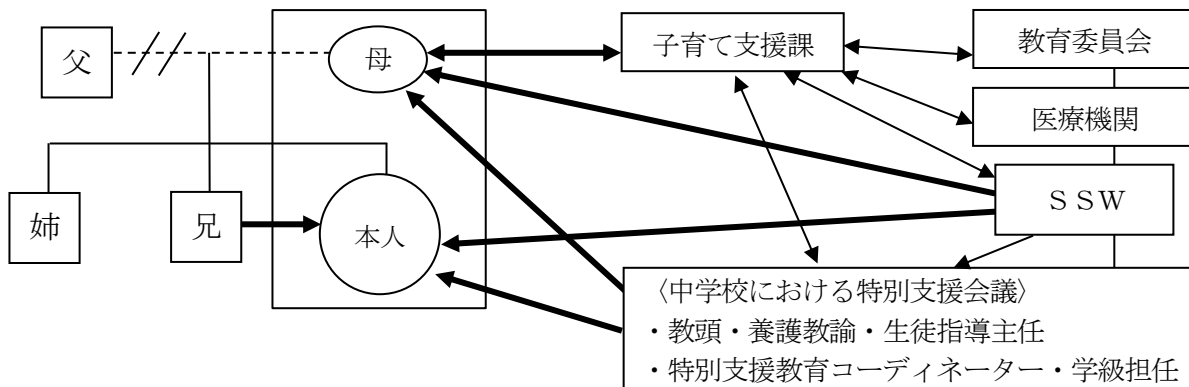 父
母
子育て支援課
教育委員会
医療機関
姉
兄
本人
ＳＳＷ
〈中学校における特別支援会議〉
・教頭・養護教諭・生徒指導主任
・特別支援教育コーディネーター・学級担任